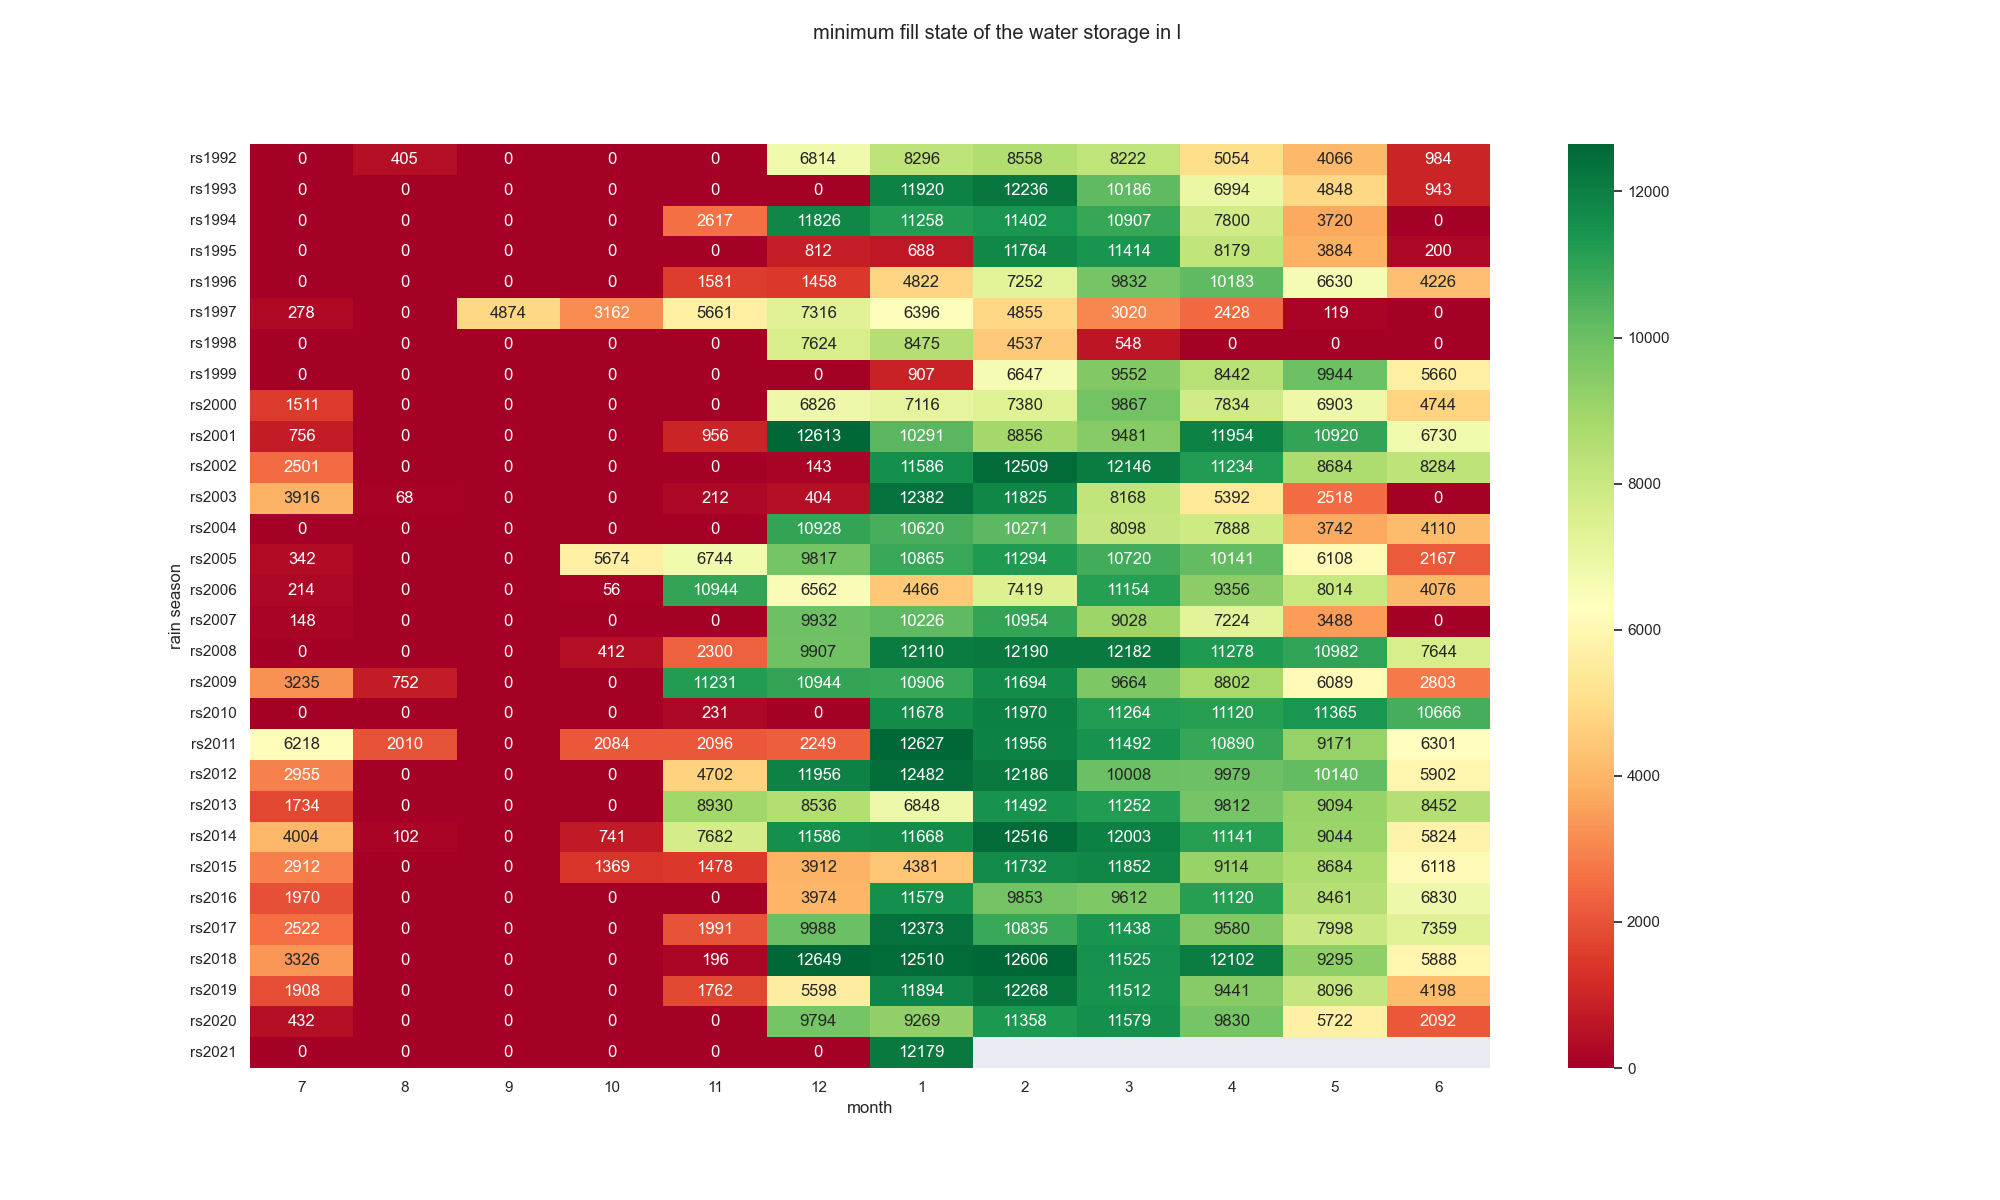 minimum fill state of the water storage in l
rs1992 0 405 0 0 0 6814 8296 8558 8222 5054 4066 984
rs1993 0 0 0 0 0 0 11920 12236 10186 6994 4848 943
rs1994 0 0 0 0 2617 11826 11258 11402 10907 7800 3720 0
rs1995 0 0 0 0 0 812 688 11764 11414 8179 3884 200
rs1996 0 0 0 0 1581 1458 4822 7252 9832 10183 6630 4226
rs1997 278 0 4874 3162 5661 7316 6396 4855 3020 2428 119 0
rs1998 0 0 0 0 0 7624 8475 4537 548 0 0 0
rs1999 0 0 0 0 0 0 907 6647 9552 8442 9944 5660
rs2000 1511 0 0 0 0 6826 7116 7380 9867 7834 6903 4744
rs2001 756 0 0 0 956 12613 10291 8856 9481 11954 10920 6730
rs2002 2501 0 0 0 0 143 11586 12509 12146 11234 8684 8284
rs2003 3916 68 0 0 212 404 12382 11825 8168 5392 2518 0
rs2004 0 0 0 0 0 10928 10620 10271 8098 7888 3742 4110
rs2005 342 0 0 5674 6744 9817 10865 11294 10720 10141 6108 2167
rs2006 214 0 0 56 10944 6562 4466 7419 11154 9356 8014 4076
rs2007 148 0 0 0 0 9932 10226 10954 9028 7224 3488 0
rs2008 0 0 0 412 2300 9907 12110 12190 12182 11278 10982 7644
rs2009 3235 752 0 0 11231 10944 10906 11694 9664 8802 6089 2803
rs2010 0 0 0 0 231 0 11678 11970 11264 11120 11365 10666
rs2011 6218 2010 0 2084 2096 2249 12627 11956 11492 10890 9171 6301
rs2012 2955 0 0 0 4702 11956 12482 12186 10008 9979 10140 5902
rs2013 1734 0 0 0 8930 8536 6848 11492 11252 9812 9094 8452
rs2014 4004 102 0 741 7682 11586 11668 12516 12003 11141 9044 5824
rs2015 2912 0 0 1369 1478 3912 4381 11732 11852 9114 8684 6118
rs2016 1970 0 0 0 0 3974 11579 9853 9612 11120 8461 6830
rs2017 2522 0 0 0 1991 9988 12373 10835 11438 9580 7998 7359
rs2018 3326 0 0 0 196 12649 12510 12606 11525 12102 9295 5888
rs2019 1908 0 0 0 1762 5598 11894 12268 11512 9441 8096 4198
rs2020 432 0 0 0 0 9794 9269 11358 11579 9830 5722 2092
rs2021 0 0 0 0 0 0 12179
7 8 9 10 11 12 1 2 3 4 5 6
month
rain season
12000
10000
8000
6000
4000
2000
0